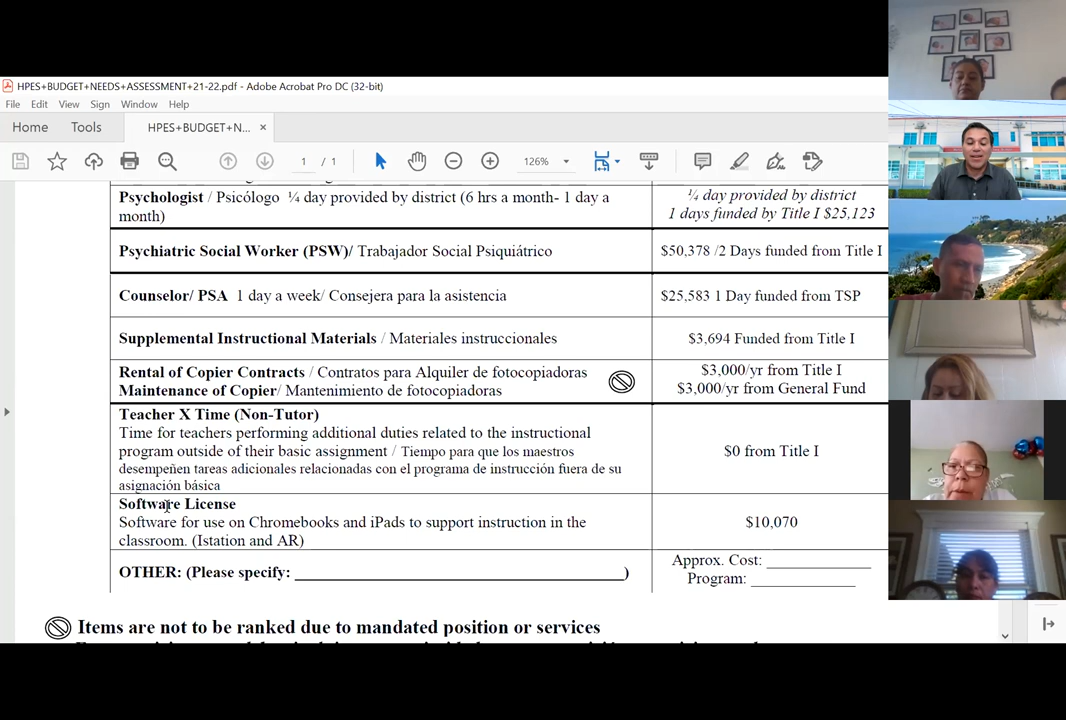 HPES+BUDGET+NEEDS+ASSESSMENT+21-22.pdf - Adobe Acrobat Pro DC (32-bit)
File Edit View Sign Window Help
Home Tools HPES+BUDGET+N... ×
1 / 1 126%
Psychologist / Psicólogo ¼ day provided by district (6 hrs a month- 1 day a
month)
¼ day provided by district
1 days funded by Title I $25,123
Psychiatric Social Worker (PSW)/ Trabajador Social Psiquiátrico
$50,378 /2 Days funded from Title I
Counselor/ PSA 1 day a week/ Consejera para la asistencia
$25,583 1 Day funded from TSP
Supplemental Instructional Materials / Materiales instruccionales
$3,694 Funded from Title I
Rental of Copier Contracts / Contratos para Alquiler de fotocopiadoras
Maintenance of Copier/ Mantenimiento de fotocopiadoras
$3,000/yr from Title I
$3,000/yr from General Fund
Teacher X Time (Non-Tutor)
Time for teachers performing additional duties related to the instructional
program outside of their basic assignment / Tiempo para que los maestros
desempeñen tareas adicionales relacionadas con el programa de instrucción fuera de su
asignación básica
$0 from Title I
Software License
Software for use on Chromebooks and iPads to support instruction in the
classroom. (Istation and AR)
$10,070
OTHER: (Please specify: ______________________________________________)
Approx. Cost: ______________
Program: ______________
Items are not to be ranked due to mandated position or services